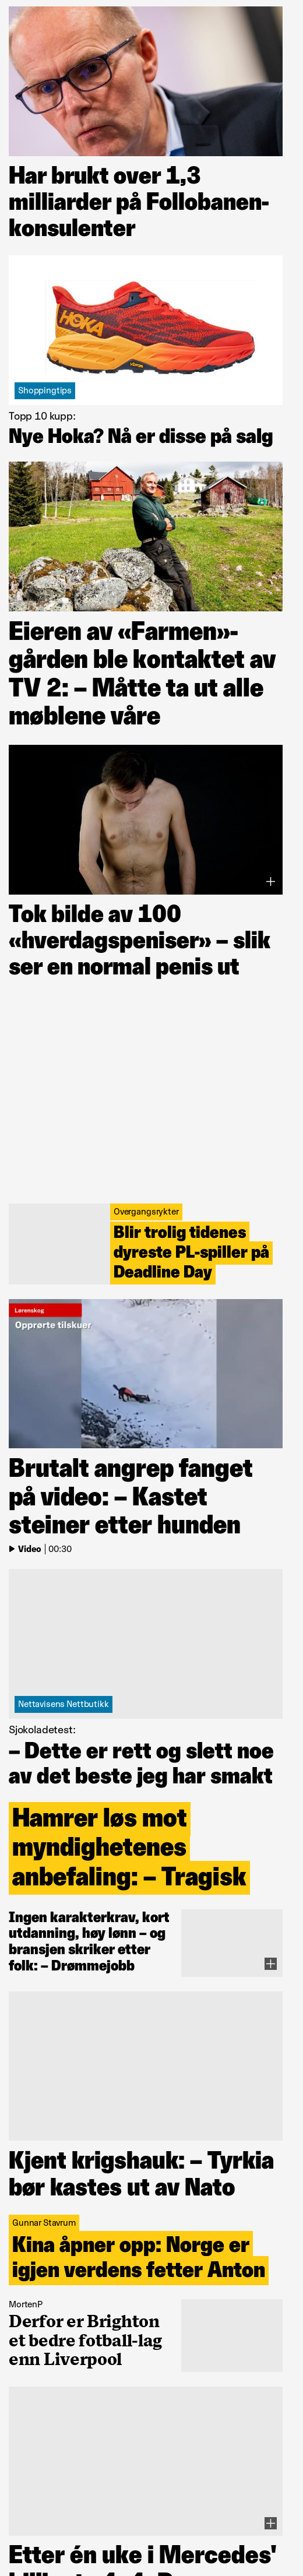 Har brukt over 1,3
milliarder på Follobanen-
konsulenter
HOKA
Shoppingtips
Topp 10 kupp:
Nye Hoka? Nå er disse på salg
Eieren av «Farmen»-
gården ble kontaktet av
TV 2: – Måtte ta ut alle
møblene våre
Tok bilde av 100
«hverdagspeniser» – slik
ser en normal penis ut
Overgangsrykter
Blir trolig tidenes
dyreste PL-spiller på
Deadline Day
Lørenskog
Opprørte tilskuer
Brutalt angrep fanget
på video: – Kastet
steiner etter hunden
Video | 00:30
Nettavisens Nettbutikk
Sjokoladetest:
– Dette er rett og slett noe
av det beste jeg har smakt
Hamrer løs mot
myndighetenes
anbefaling: – Tragisk
Ingen karakterkrav, kort
utdanning, høy lønn – og
bransjen skriker etter
folk: – Drømmejobb
Kjent krigshauk: – Tyrkia
bør kastes ut av Nato
Gunnar Stavrum
Kina åpner opp: Norge er
igjen verdens fetter Anton
MortenP
Derfor er Brighton
et bedre fotball-lag
enn Liverpool
Etter én uke i Mercedes'